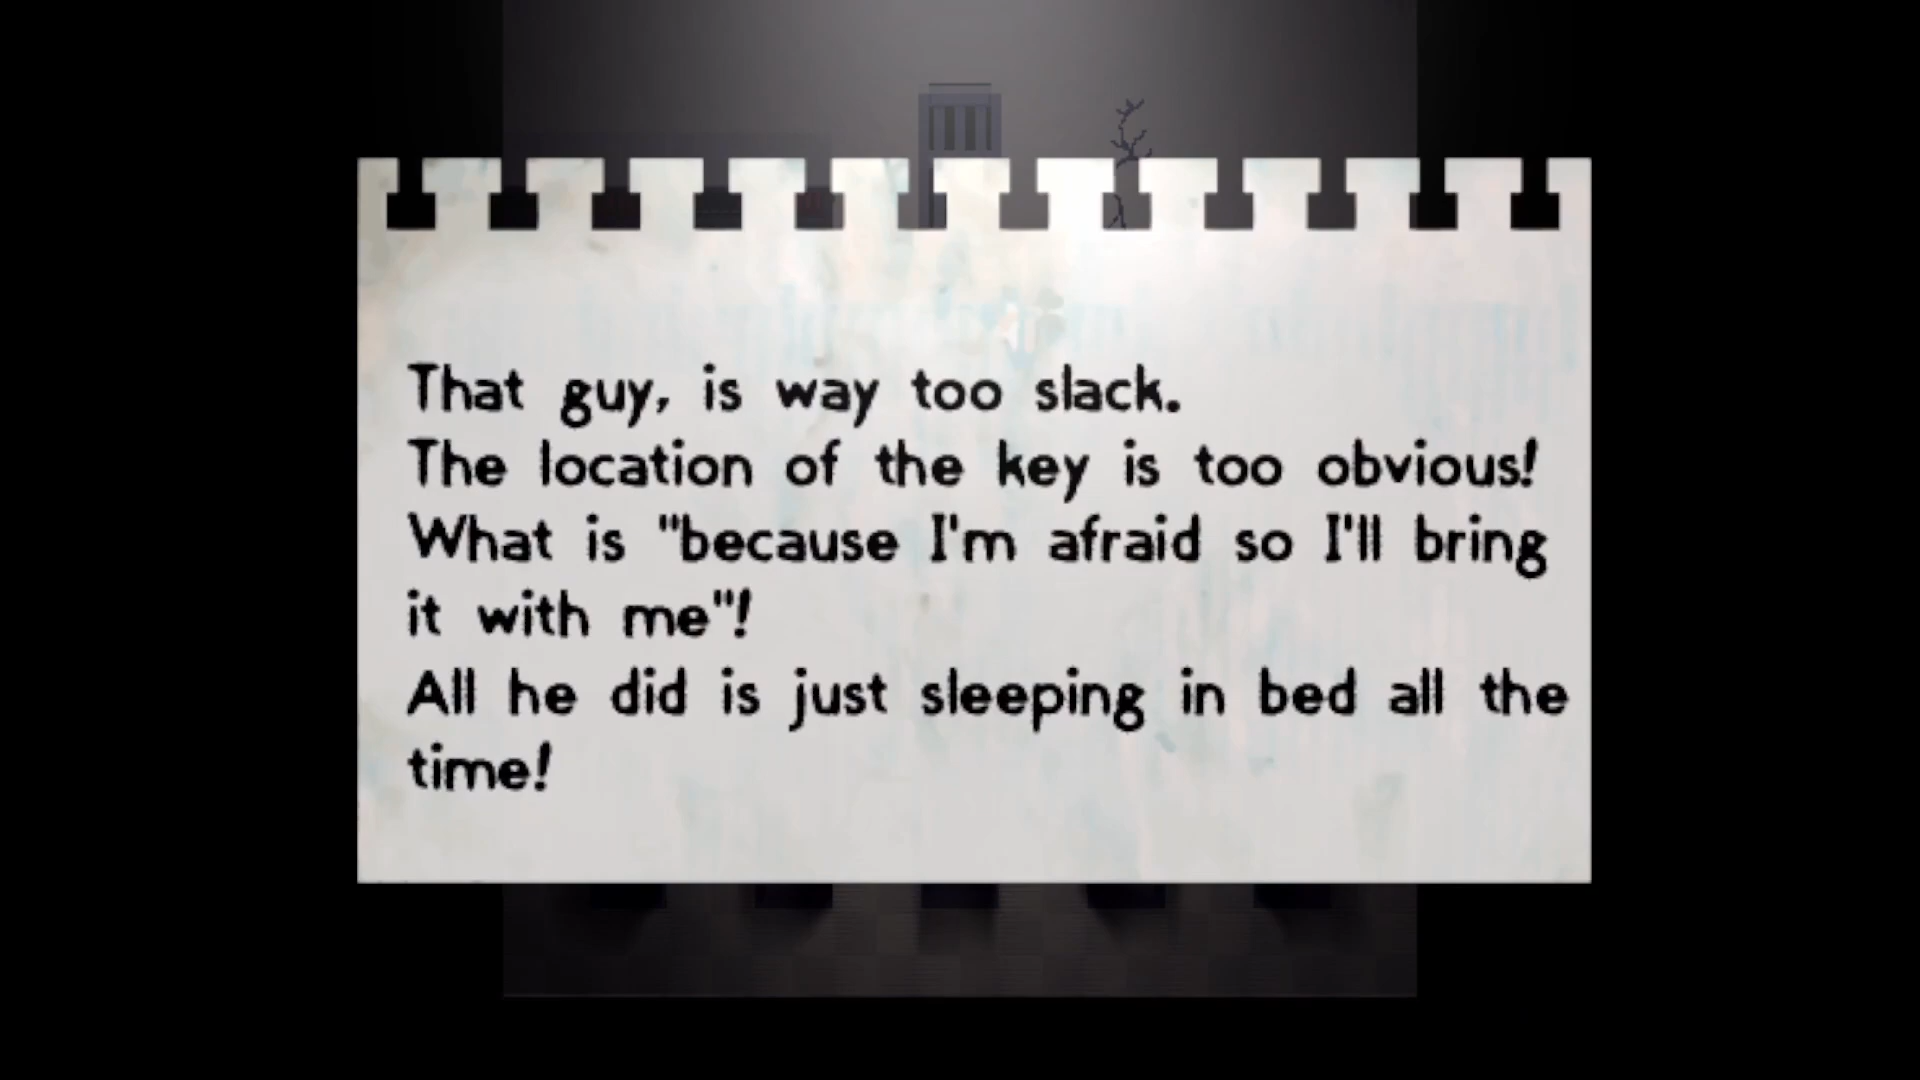 That guy, is way too slack.
The location of the key is too obvious!
What is "because I'm afraid so I'll bring
it with me"!
All he did is just sleeping in bed all the
time!